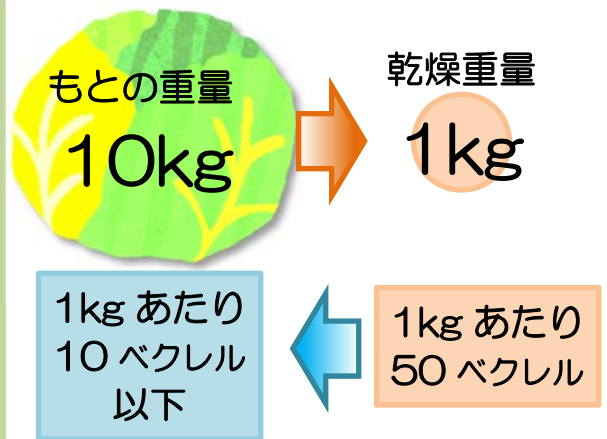 もとの重量
10kg
乾燥重量
1kg
1kg あたり
10 ベクレル
以下
1kg あたり
50 ベクレル